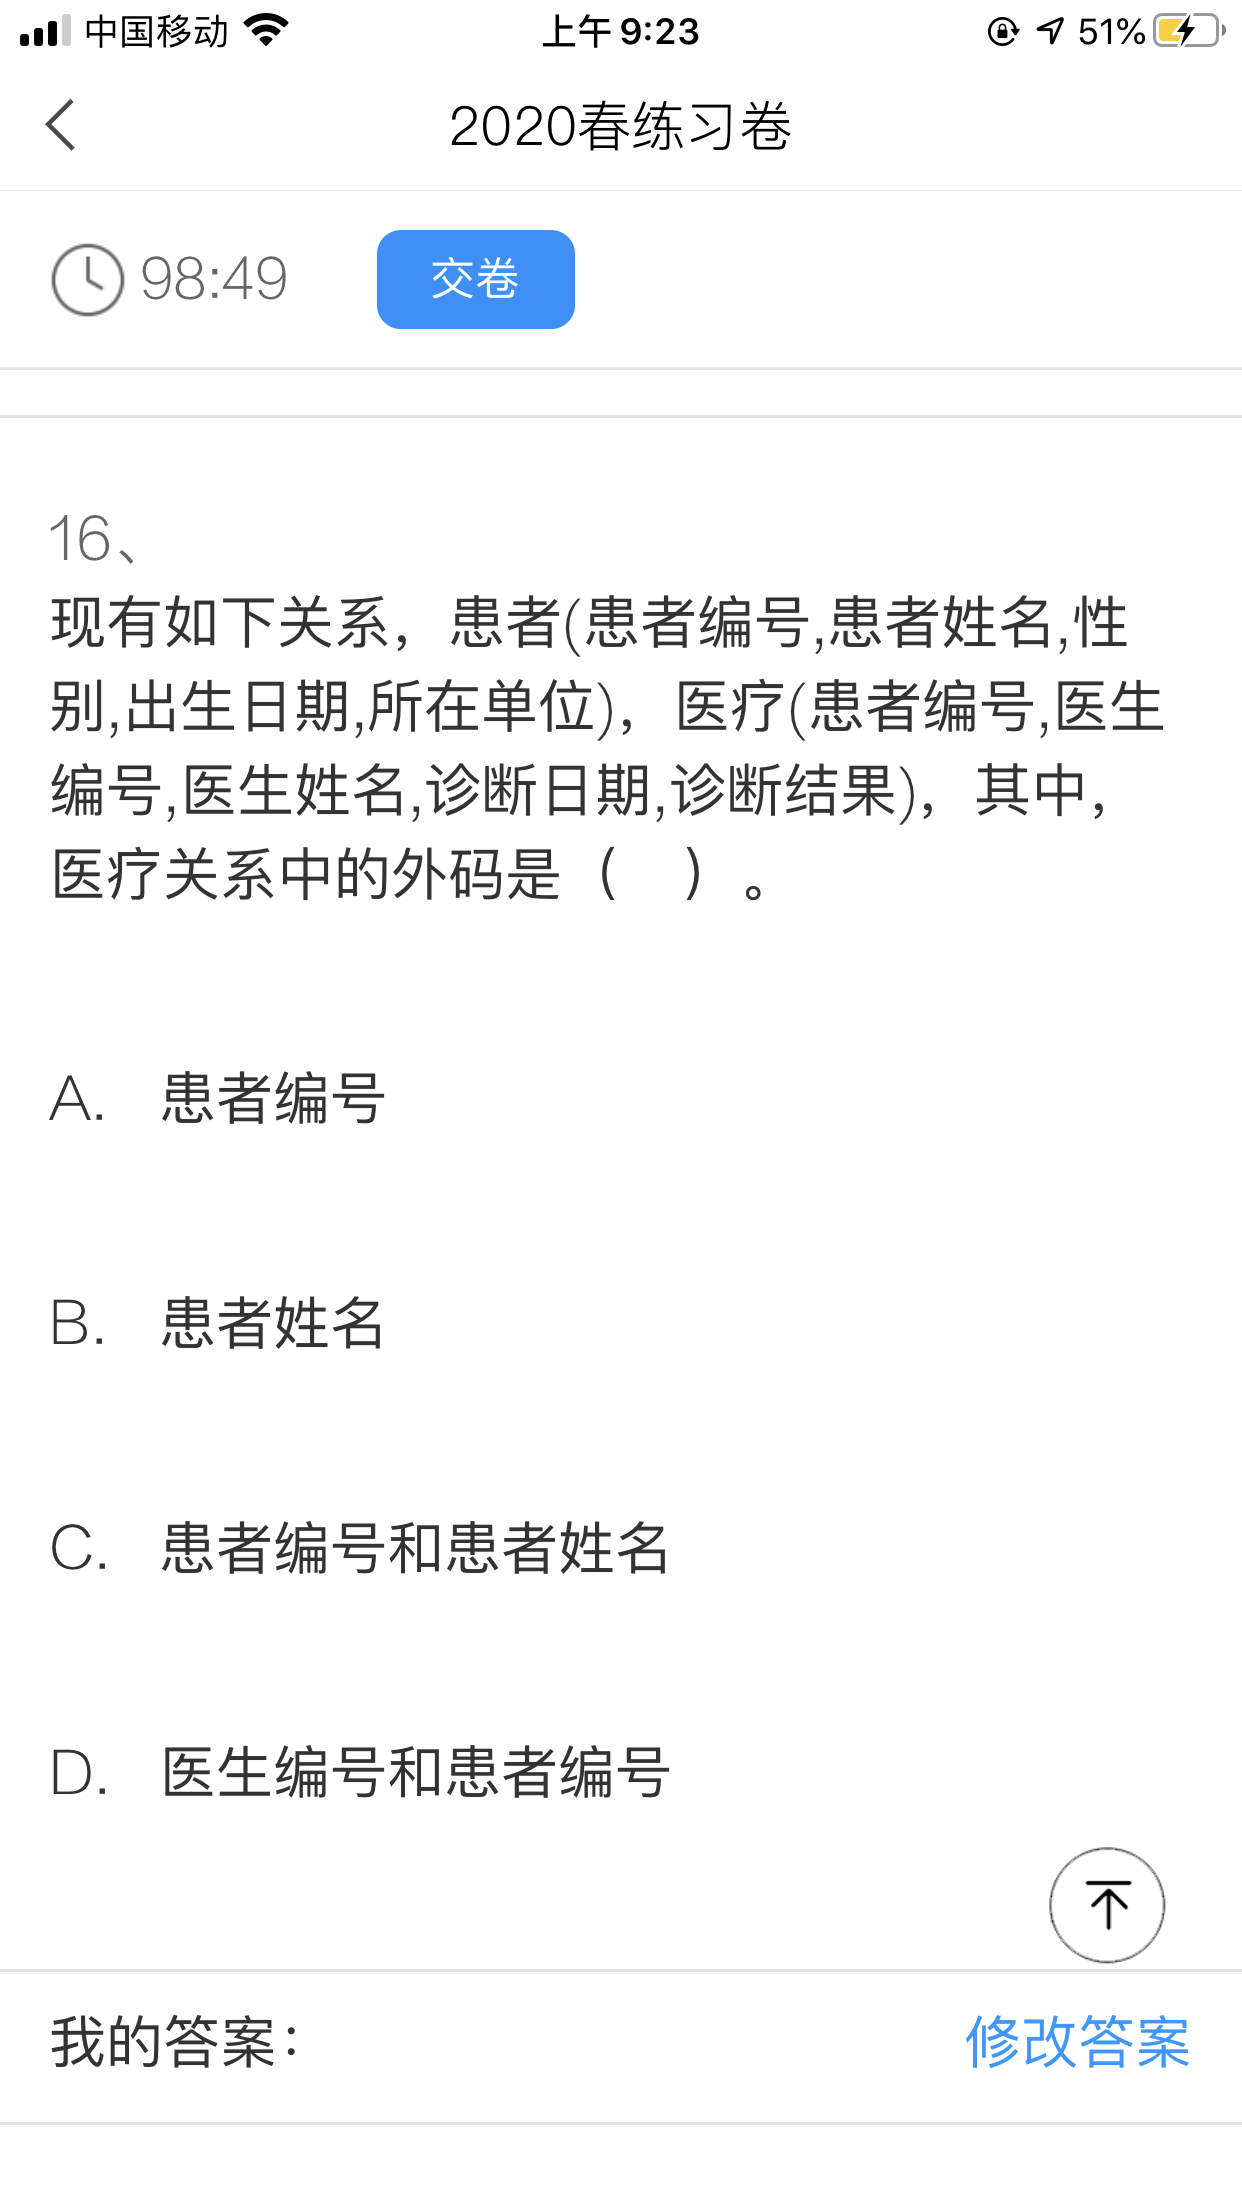 中国移动 上午 9:23 51%
2020春练习卷
98:49 交卷
16、
现有如下关系，患者(患者编号,患者姓名,性
别,出生日期,所在单位)，医疗(患者编号,医生
编号,医生姓名,诊断日期,诊断结果)，其中，
医疗关系中的外码是（ ）。
A. 患者编号
B. 患者姓名
C. 患者编号和患者姓名
D. 医生编号和患者编号
我的答案： 修改答案